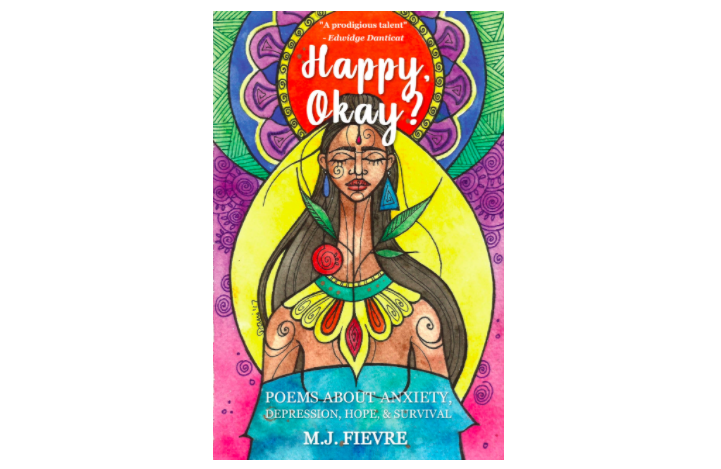 "A prodigious talent"
- Edwidge Danticat
Happy,
Okay?
POEMS ABOUT ANXIETY,
DEPRESSION, HOPE, & SURVIVAL
M.J. FIEVRE